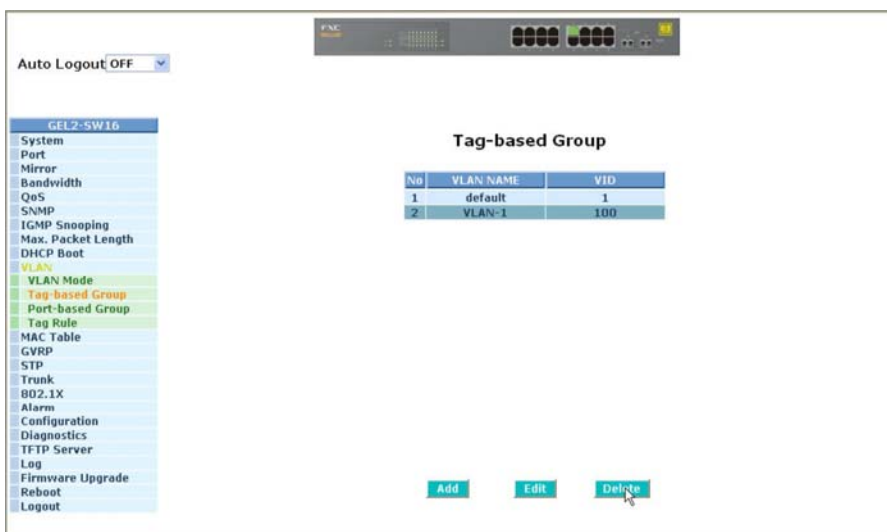 Auto Logout OFF
GEL2-SW16
System
Port
Mirror
Bandwidth
QoS
SNMP
IGMP Snooping
Max. Packet Length
DHCP Boot
VLAN
VLAN Mode
Tag-based Group
Port-based Group
Tag Rule
MAC Table
GVRP
STP
Trunk
802.1X
Alarm
Configuration
Diagnostics
TFTP Server
Log
Firmware Upgrade
Reboot
Logout
Tag-based Group
No VLAN NAME VID
1 default 1
2 VLAN-1 100
Add Edit Delete